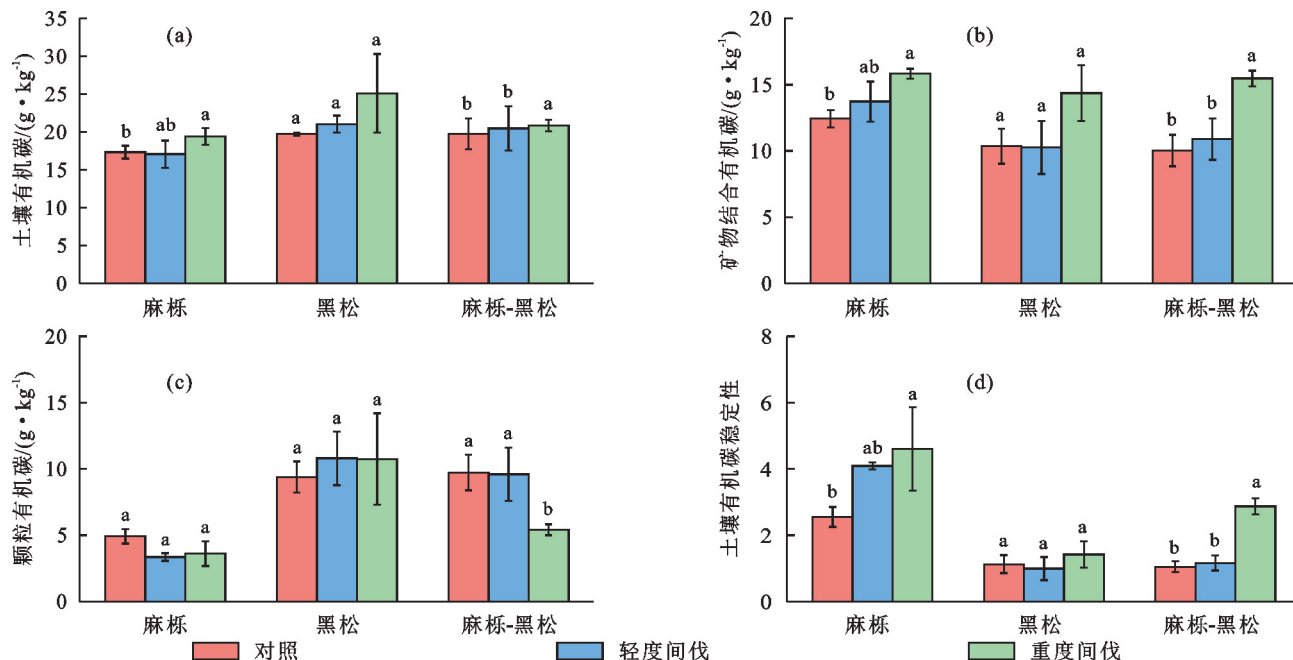 (a)
土壤有机碳/(g·kg⁻¹)
35
30
25
20
15
10
5
0
b ab a
a a a
b b a
麻栎 黑松 麻栎-黑松
(b)
矿物结合有机碳/(g·kg⁻¹)
20
15
10
5
0
b ab a
a a a
b b a
麻栎 黑松 麻栎-黑松
(c)
颗粒有机碳/(g·kg⁻¹)
20
15
10
5
0
a a a
a a a
a a b
麻栎 黑松 麻栎-黑松
(d)
土壤有机碳稳定性
8
6
4
2
0
b ab a
a a a
b b a
麻栎 黑松 麻栎-黑松
对照 轻度间伐 重度间伐